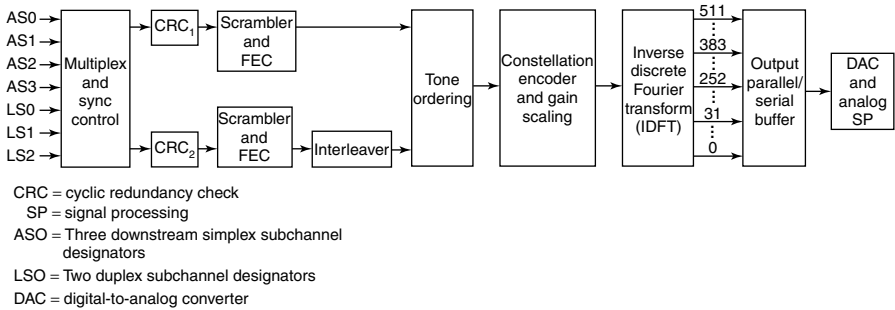 AS0
AS1
AS2
AS3
LS0
LS1
LS2
Multiplex
and
sync
control
CRC1
Scrambler
and
FEC
CRC2
Scrambler
and
FEC
Interleaver
Tone
ordering
Constellation
encoder
and gain
scaling
Inverse
discrete
Fourier
transform
(IDFT)
511
383
252
31
0
Output
parallel/
serial
buffer
DAC
and
analog
SP
CRC = cyclic redundancy check
SP = signal processing
ASO = Three downstream simplex subchannel
designators
LSO = Two duplex subchannel designators
DAC = digital-to-analog converter